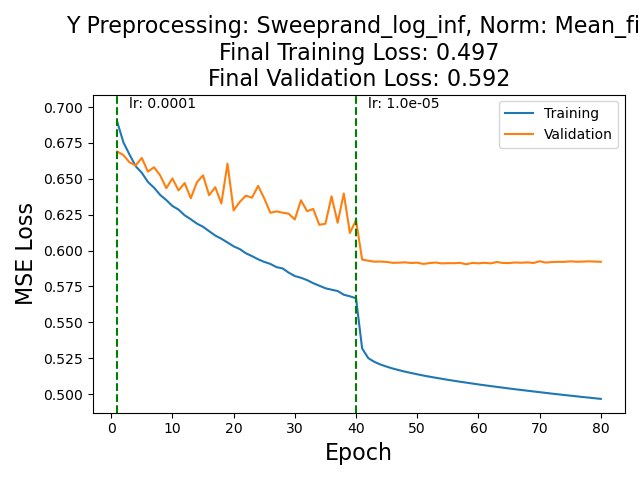 Y Preprocessing: Sweeprand_log_inf, Norm: Mean_fi
Final Training Loss: 0.497
Final Validation Loss: 0.592
lr: 0.0001
lr: 1.0e-05
Training
Validation
0.700
0.675
0.650
0.625
0.600
0.575
0.550
0.525
0.500
MSE Loss
0 10 20 30 40 50 60 70 80
Epoch